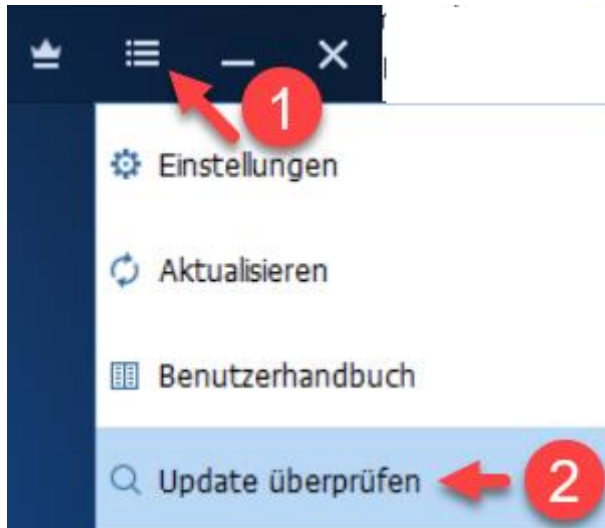 1
Einstellungen
Aktualisieren
Benutzerhandbuch
Update überprüfen 2